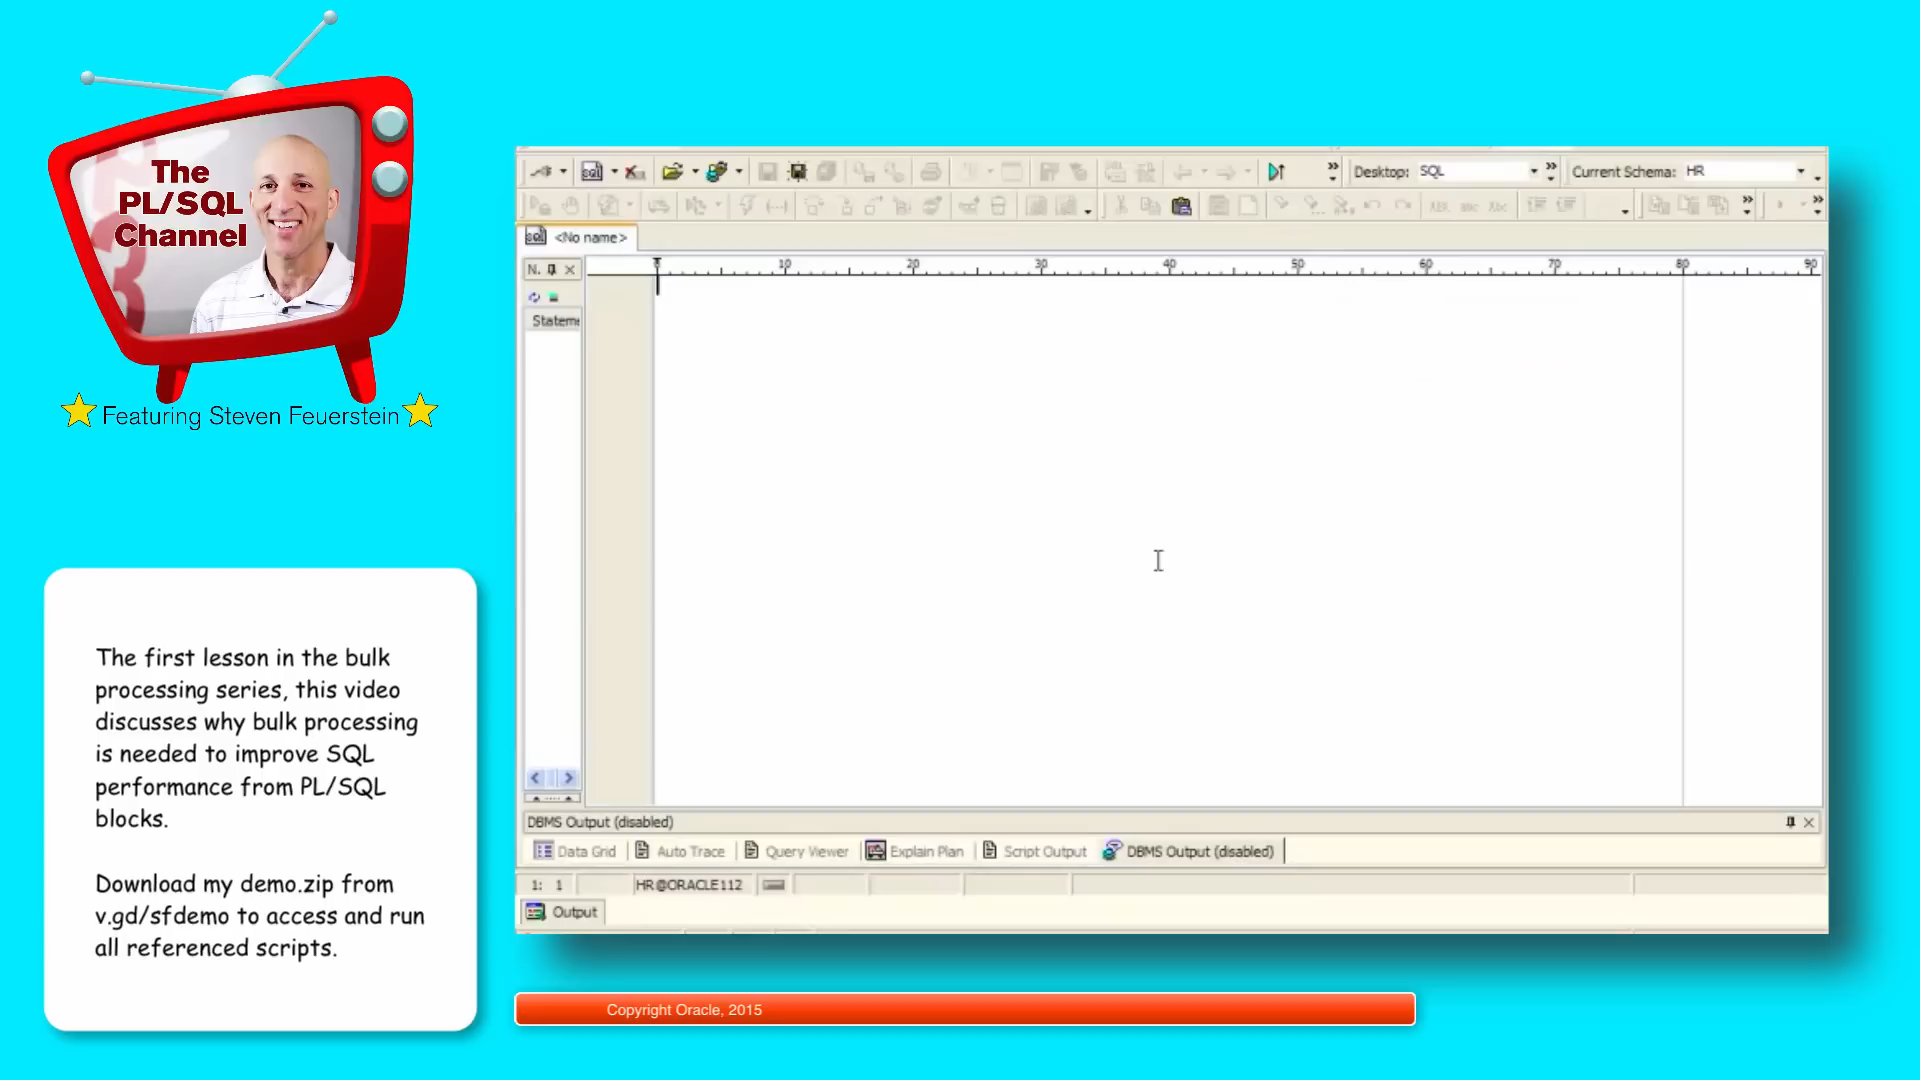 The
PL/SQL
Channel
Featuring Steven Feuerstein
The first lesson in the bulk
processing series, this video
discusses why bulk processing
is needed to improve SQL
performance from PL/SQL
blocks.
Download my demo.zip from
v.gd/sfdemo to access and run
all referenced scripts.
Desktop: SQL
Current Schema: HR
<No name>
N.
10 20 30 40 50 60 70 80 90
Stateme
DBMS Output (disabled)
Data Grid Auto Trace Query Viewer Explain Plan Script Output DBMS Output (disabled)
1: 1 HR@ORACLE112
Output
Copyright Oracle, 2015